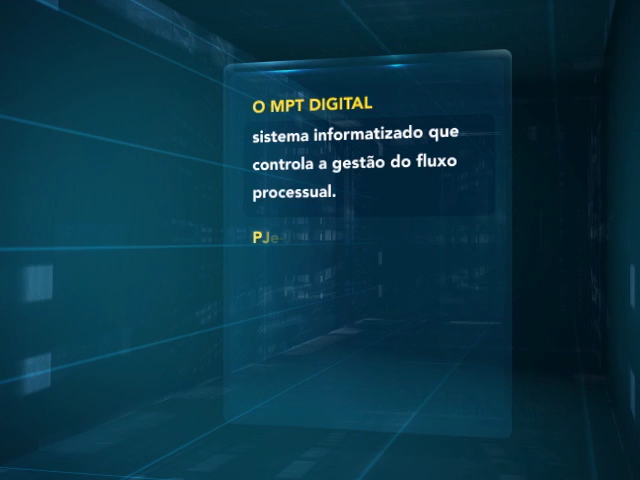 O MPT DIGITAL
sistema informatizado que
controla a gestão do fluxo
processual.
PJe-